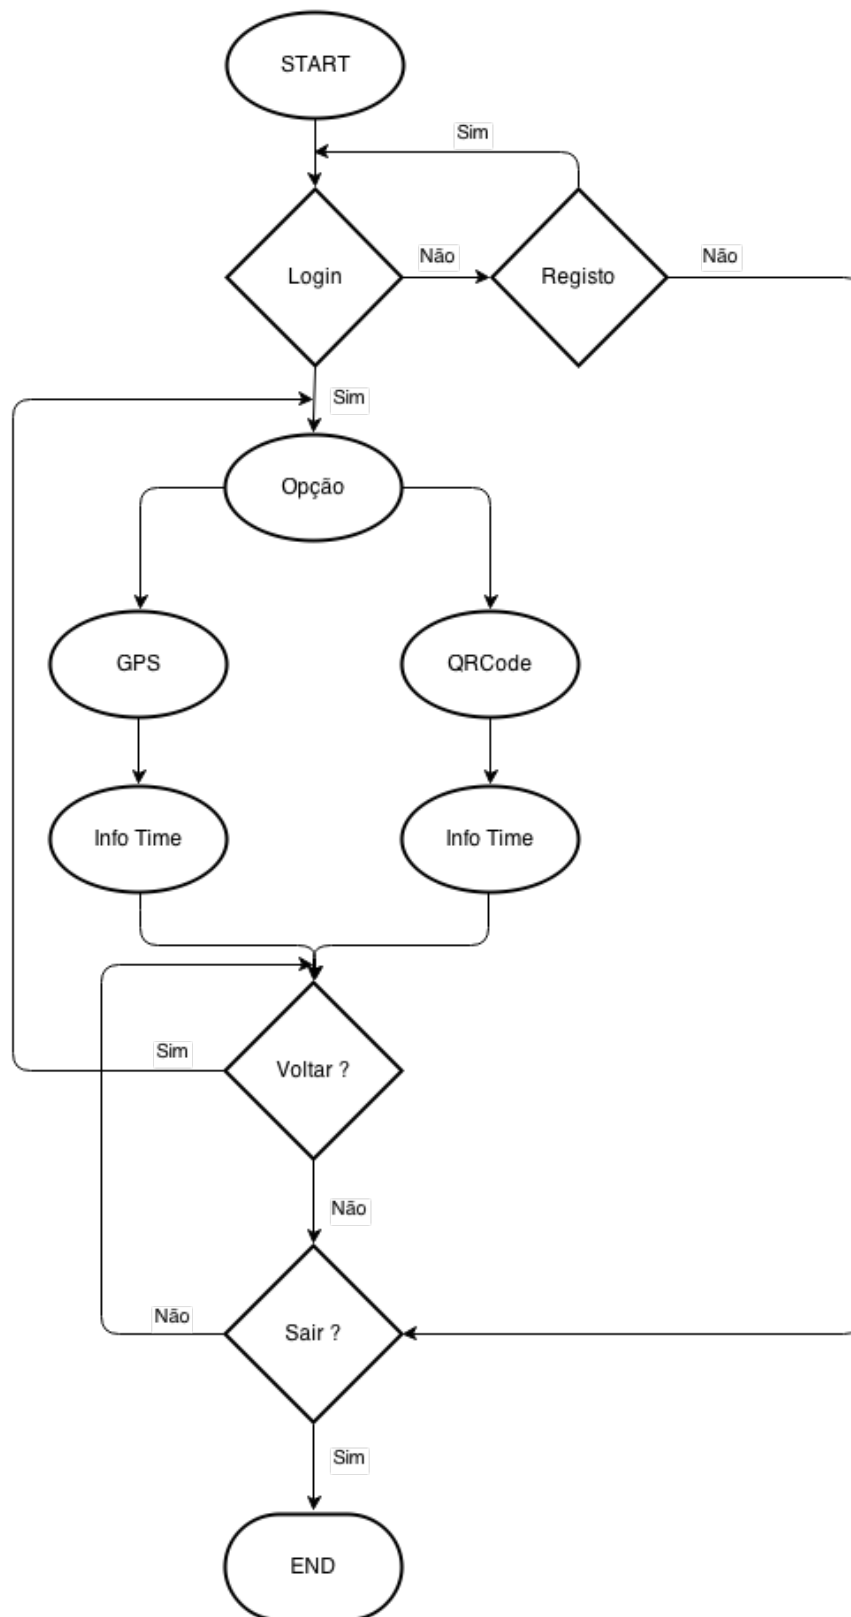 START
Sim
Login
Não
Registo
Não
Sim
Opção
GPS
QRCode
Info Time
Info Time
Sim
Voltar ?
Não
Não
Sair ?
Sim
END